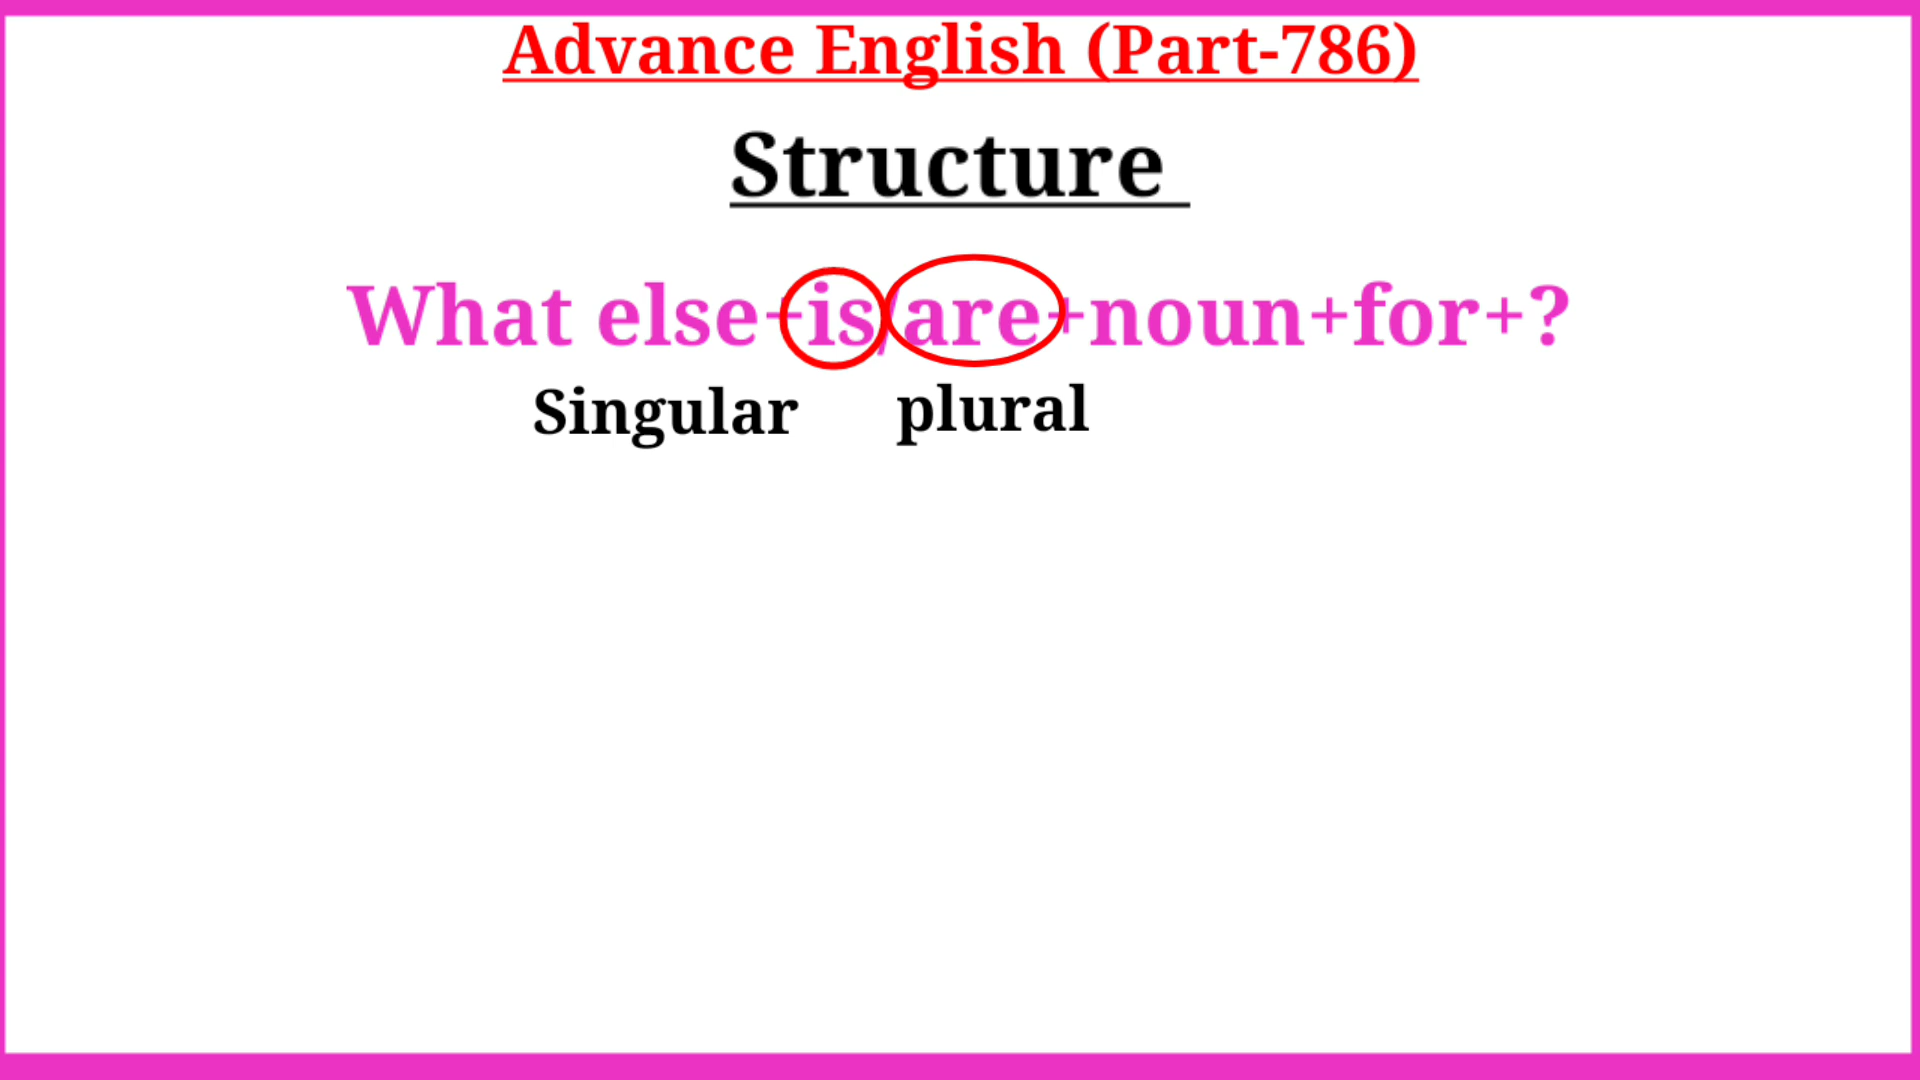 Advance English (Part-786)
Structure
What else+is/are+noun+for+?
Singular plural